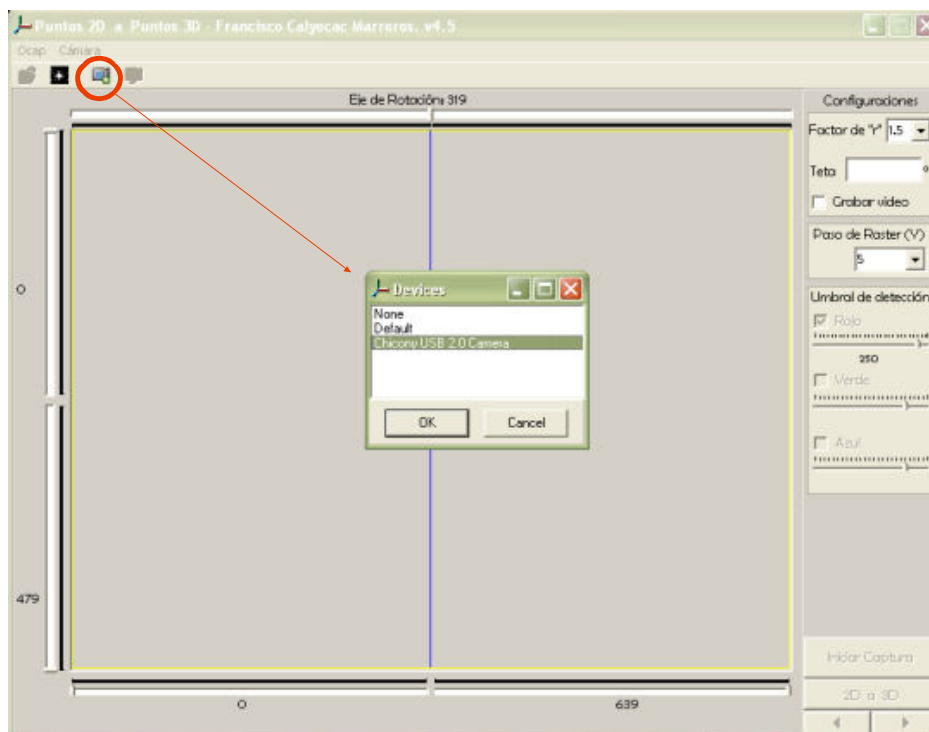 Puntos 2D a Puntos 3D - Francisco Calyecac Marreros. v4.5
Ocap Cámara
Eje de Rotación: 319
Configuraciones
Factor de "r" 1.5
Teta °
Grabar video
Paso de Raster (V)
5
Umbral de detección
Rojo
250
Verde
Azul
0
479
0
639
Devices
None
Default
Chicony USB 2.0 Camera
OK Cancel
Iniciar Captura
2D a 3D